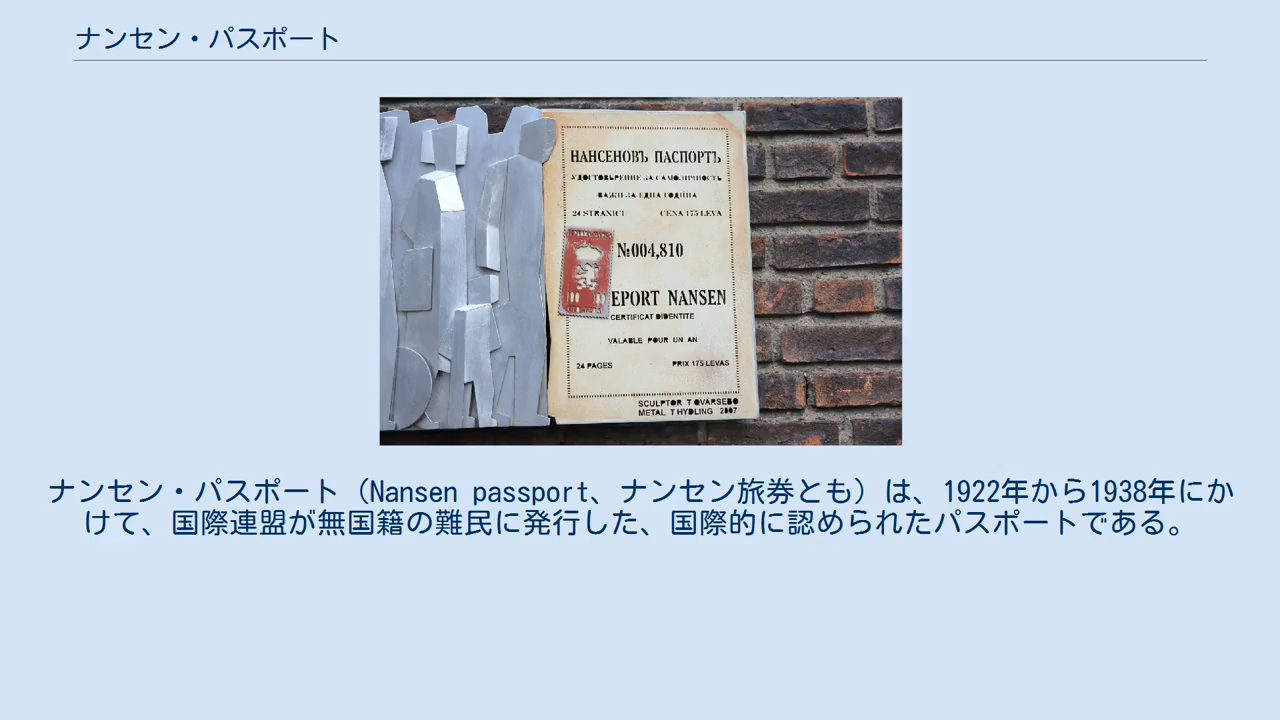 ナンセン・パスポート
НАНСЕНОВЪ ПАСПОРТЪ
УДОСТОВѢРЕНИЕ ЗА САМОЛИЧНОСТЬ
ВАЖИ ЗА ЕДНА ГОДИНА
24 STRANICI CENA 175 LEVA
№004,810
EPORT NANSEN
CERTIFICAT DIDENTITE
VALABLE POUR UN AN
24 PAGES PRIX 175 LEVAS
SCULPTOR T OVARSEBO
METAL T HYDLING 2007
ナンセン・パスポート（Nansen passport、ナンセン旅券とも）は、1922年から1938年にか
けて、国際連盟が無国籍の難民に発行した、国際的に認められたパスポートである。